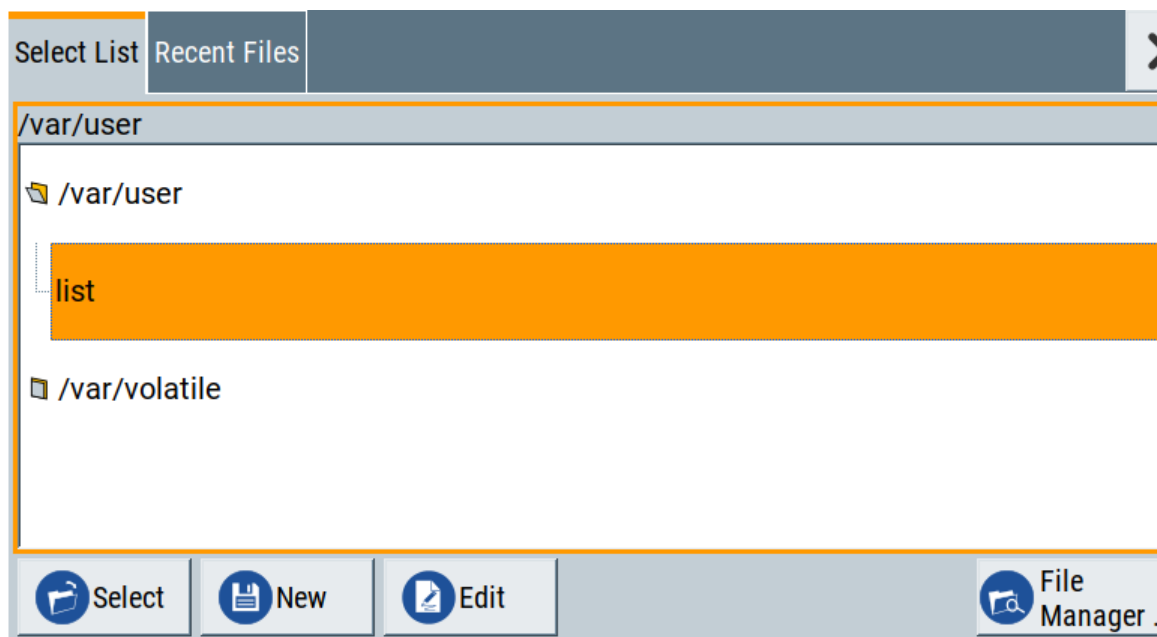 Select List Recent Files
/var/user
/var/user
list
/var/volatile
Select New Edit File
Manager .